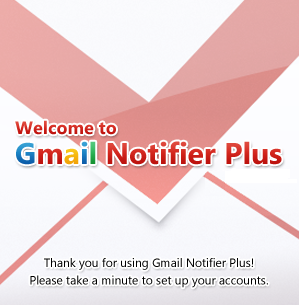 Welcome to
Gmail Notifier Plus
Thank you for using Gmail Notifier Plus!
Please take a minute to set up your accounts.